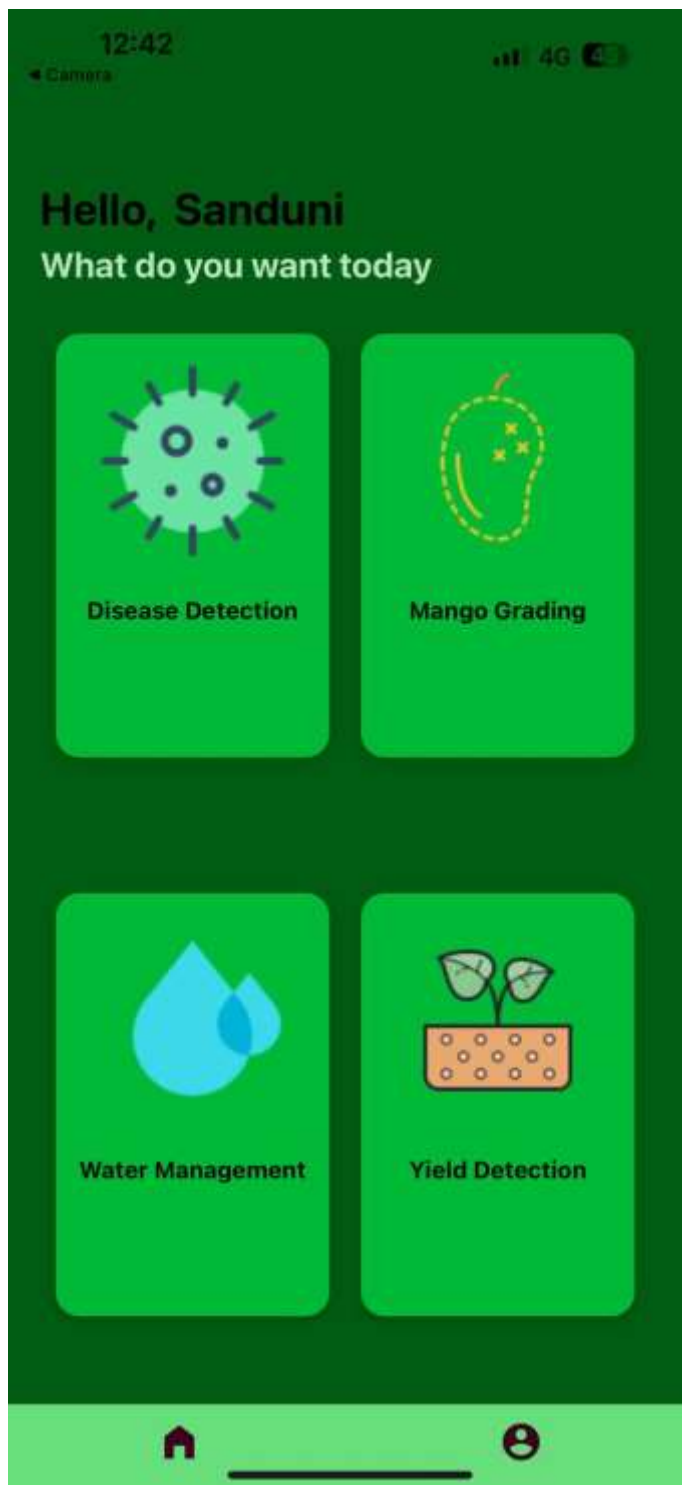 12:42
4G
◀ Camera
Hello, Sanduni
What do you want today
Disease Detection
Mango Grading
Water Management
Yield Detection